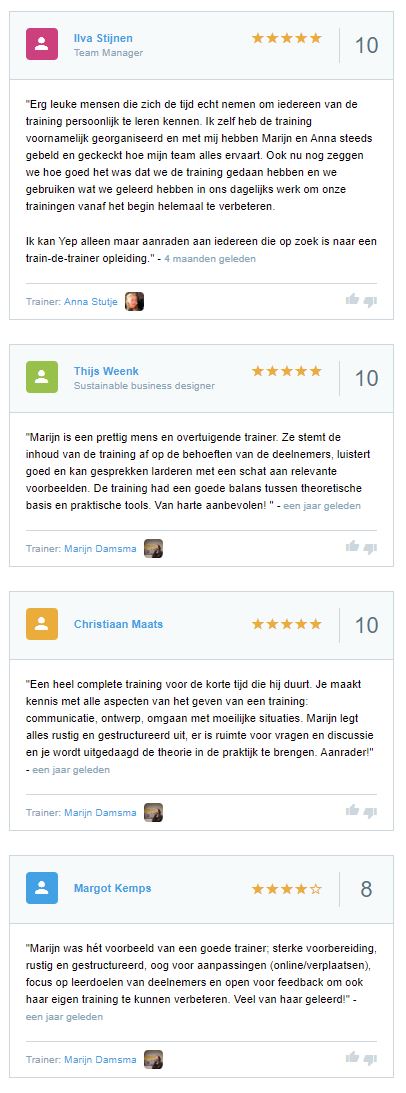 Ilva Stijnen
Team Manager
10
"Erg leuke mensen die zich de tijd echt nemen om iedereen van de
training persoonlijk te leren kennen. Ik zelf heb de training
voornamelijk georganiseerd en met mij hebben Marijn en Anna steeds
gebeld en gecheckt hoe mijn team alles ervaart. Ook nu nog zeggen
we hoe goed het was dat we de training gedaan hebben en we
gebruiken wat we geleerd hebben in ons dagelijks werk om onze
trainingen vanaf het begin helemaal te verbeteren.
Ik kan Yep alleen maar aanraden aan iedereen die op zoek is naar een
train-de-trainer opleiding." - 4 maanden geleden
Trainer: Anna Stutje
Thijs Weenk
Sustainable business designer
10
"Marijn is een prettig mens en overtuigende trainer. Ze stemt de
inhoud van de training af op de behoeften van de deelnemers, luistert
goed en kan gesprekken larderen met een schat aan relevante
voorbeelden. De training had een goede balans tussen theoretische
basis en praktische tools. Van harte aanbevolen! " - een jaar geleden
Trainer: Marijn Damsma
Christiaan Maats
10
"Een heel complete training voor de korte tijd die hij duurt. Je maakt
kennis met alle aspecten van het geven van een training:
communicatie, ontwerp, omgaan met moeilijke situaties. Marijn legt
alles rustig en gestructureerd uit, er is ruimte voor vragen en discussie
en je wordt uitgedaagd de theorie in de praktijk te brengen. Aanrader!"
- een jaar geleden
Trainer: Marijn Damsma
Margot Kemps
8
"Marijn was hét voorbeeld van een goede trainer; sterke voorbereiding,
rustig en gestructureerd, oog voor aanpassingen (online/verplaatsen),
focus op leerdoelen van deelnemers en open voor feedback om ook
haar eigen training te kunnen verbeteren. Veel van haar geleerd!" -
een jaar geleden
Trainer: Marijn Damsma